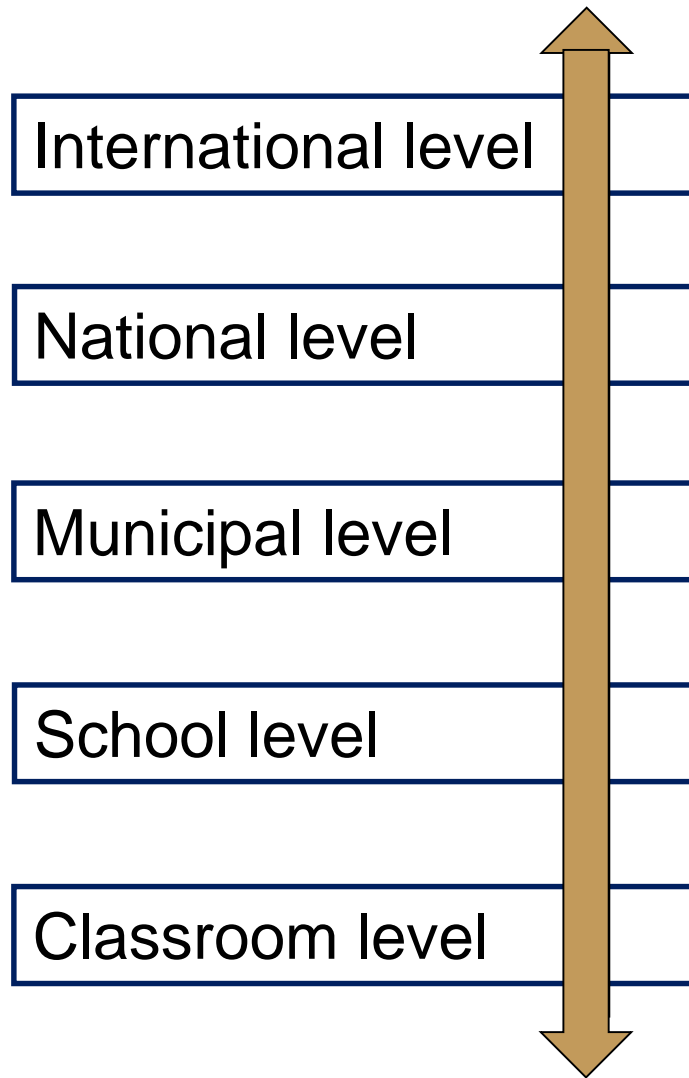 International level
National level
Municipal level
School level
Classroom level